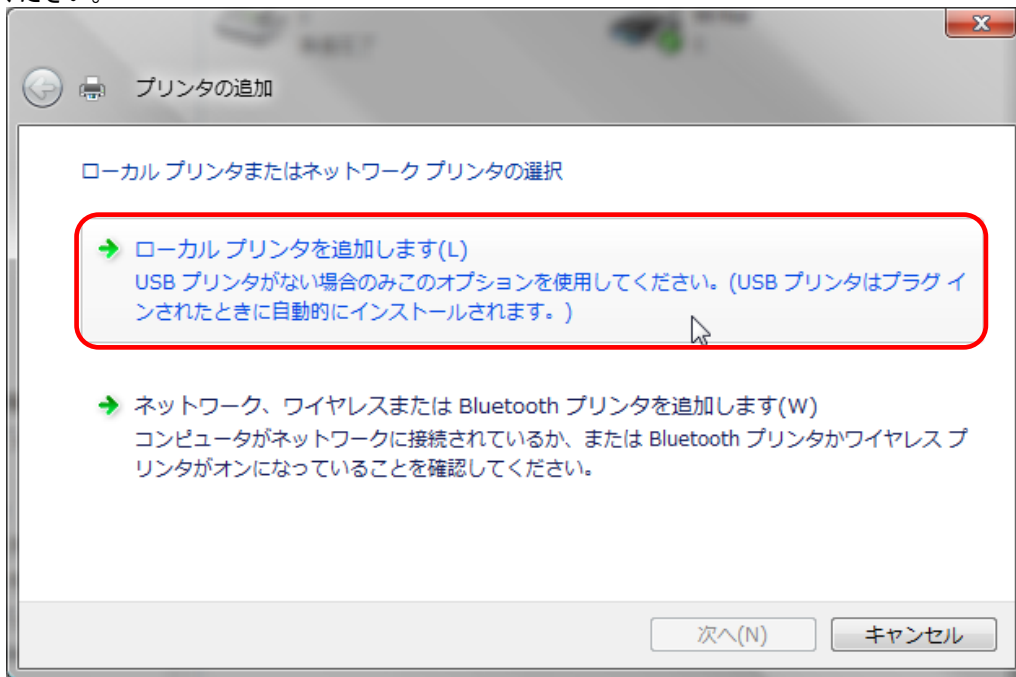 ください。
プリンタの追加
ローカル プリンタまたはネットワーク プリンタの選択
ローカル プリンタを追加します(L)
USB プリンタがない場合のみこのオプションを使用してください。(USB プリンタはプラグ イ
ンされたときに自動的にインストールされます。)
ネットワーク、ワイヤレスまたは Bluetooth プリンタを追加します(W)
コンピュータがネットワークに接続されているか、または Bluetooth プリンタかワイヤレス プ
リンタがオンになっていることを確認してください。
次へ(N)
キャンセル